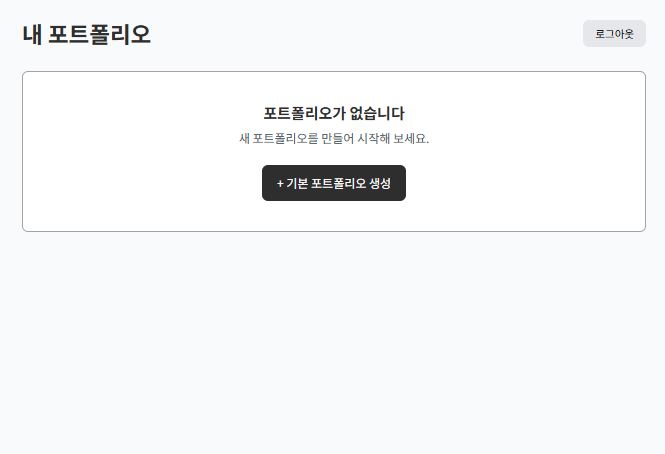 내 포트폴리오
로그아웃
포트폴리오가 없습니다
새 포트폴리오를 만들어 시작해 보세요.
+ 기본 포트폴리오 생성